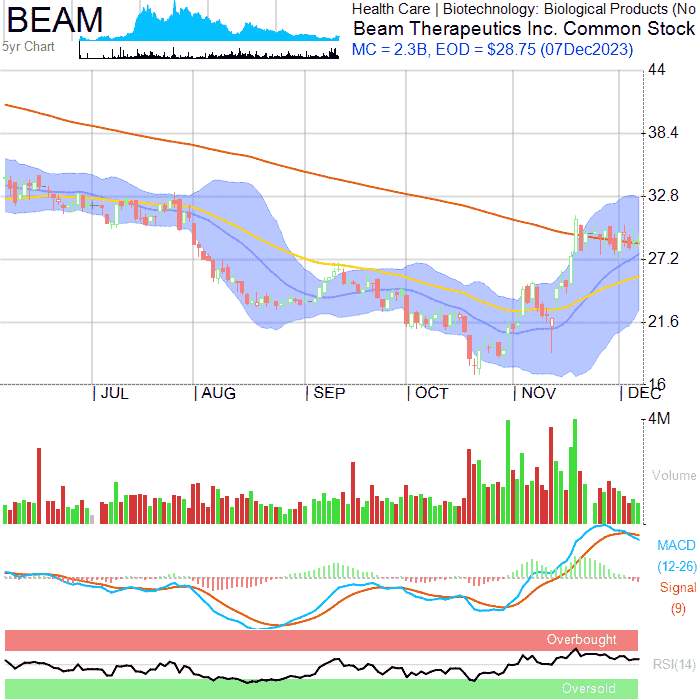 BEAM
5yr Chart
Health Care | Biotechnology: Biological Products (No
Beam Therapeutics Inc. Common Stock
MC = 2.3B, EOD = $28.75 (07Dec2023)
44
38.4
32.8
27.2
21.6
16
| JUL | AUG | SEP | OCT | NOV | DEC
4M
Volume
MACD
(12-26)
Signal
(9)
Overbought
RSI(14)
Oversold